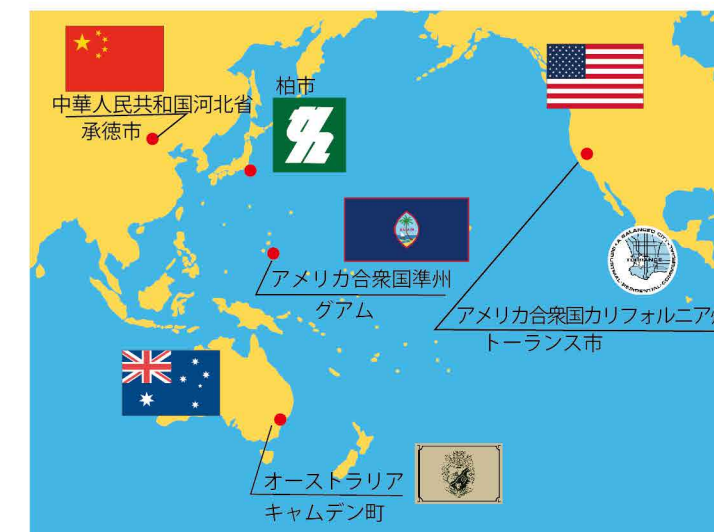 柏市
中華人民共和国河北省
承徳市
アメリカ合衆国準州
グアム
アメリカ合衆国カリフォルニア
トーランス市
オーストラリア
キャムデン町